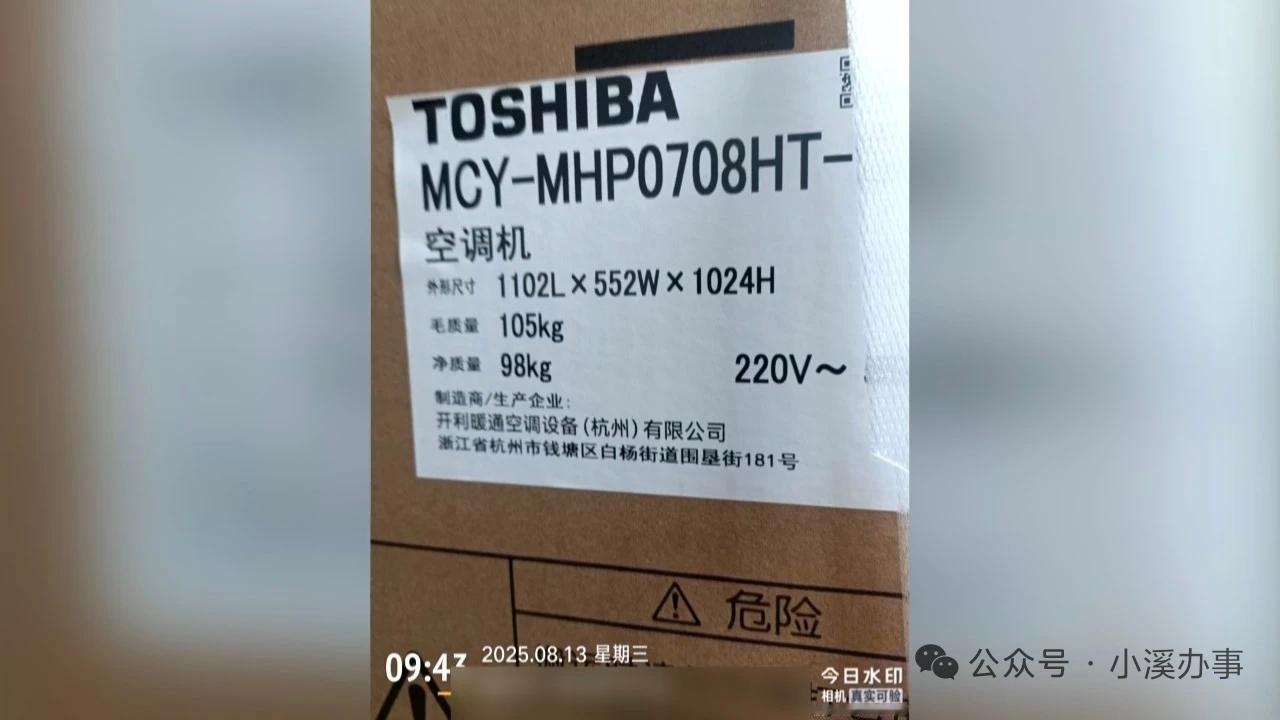 TOSHIBA
MCY-MHP0708HT-
空调机
外形尺寸 1102L×552W×1024H
毛质量 105kg
净质量 98kg 220V~
制造商/生产企业:
开利暖通空调设备(杭州)有限公司
浙江省杭州市钱塘区白杨街道围垦街181号
危险
09:47 2025.08.13 星期三
今日水印
相机 真实可验
公众号 · 小溪办事